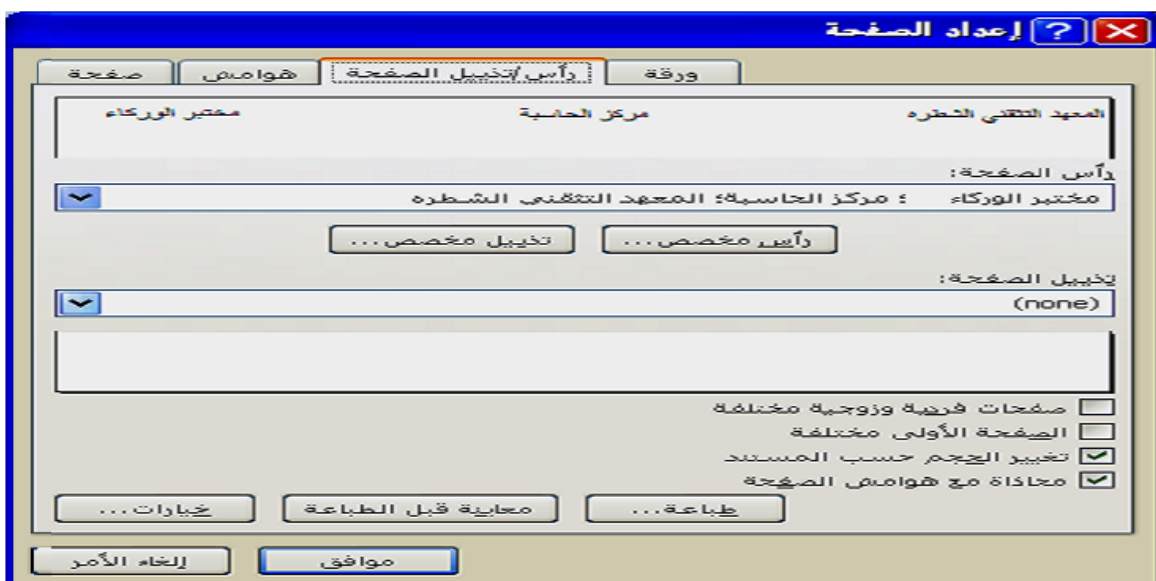 إعداد الصفحة
صفحة هوامش رأس/تذييل الصفحة ورقة
المعهد التتقني الشطره مركز الحاسبة مختبر الوركاء
رأس الصفحة:
مختبر الوركاء ؛ مركز الحاسبة؛ المعهد التتقني الشطره
رأس مخصص... تذييل مخصص...
تذييل الصفحة:
(none)
صفحات فردية وزوجية مختلفة
الصفحة الأولى مختلفة
تغيير الحجم حسب المستند
محاذاة مع هوامش الصفحة
طباعة... معاينة قبل الطباعة خيارات...
موافق إلغاء الأمر